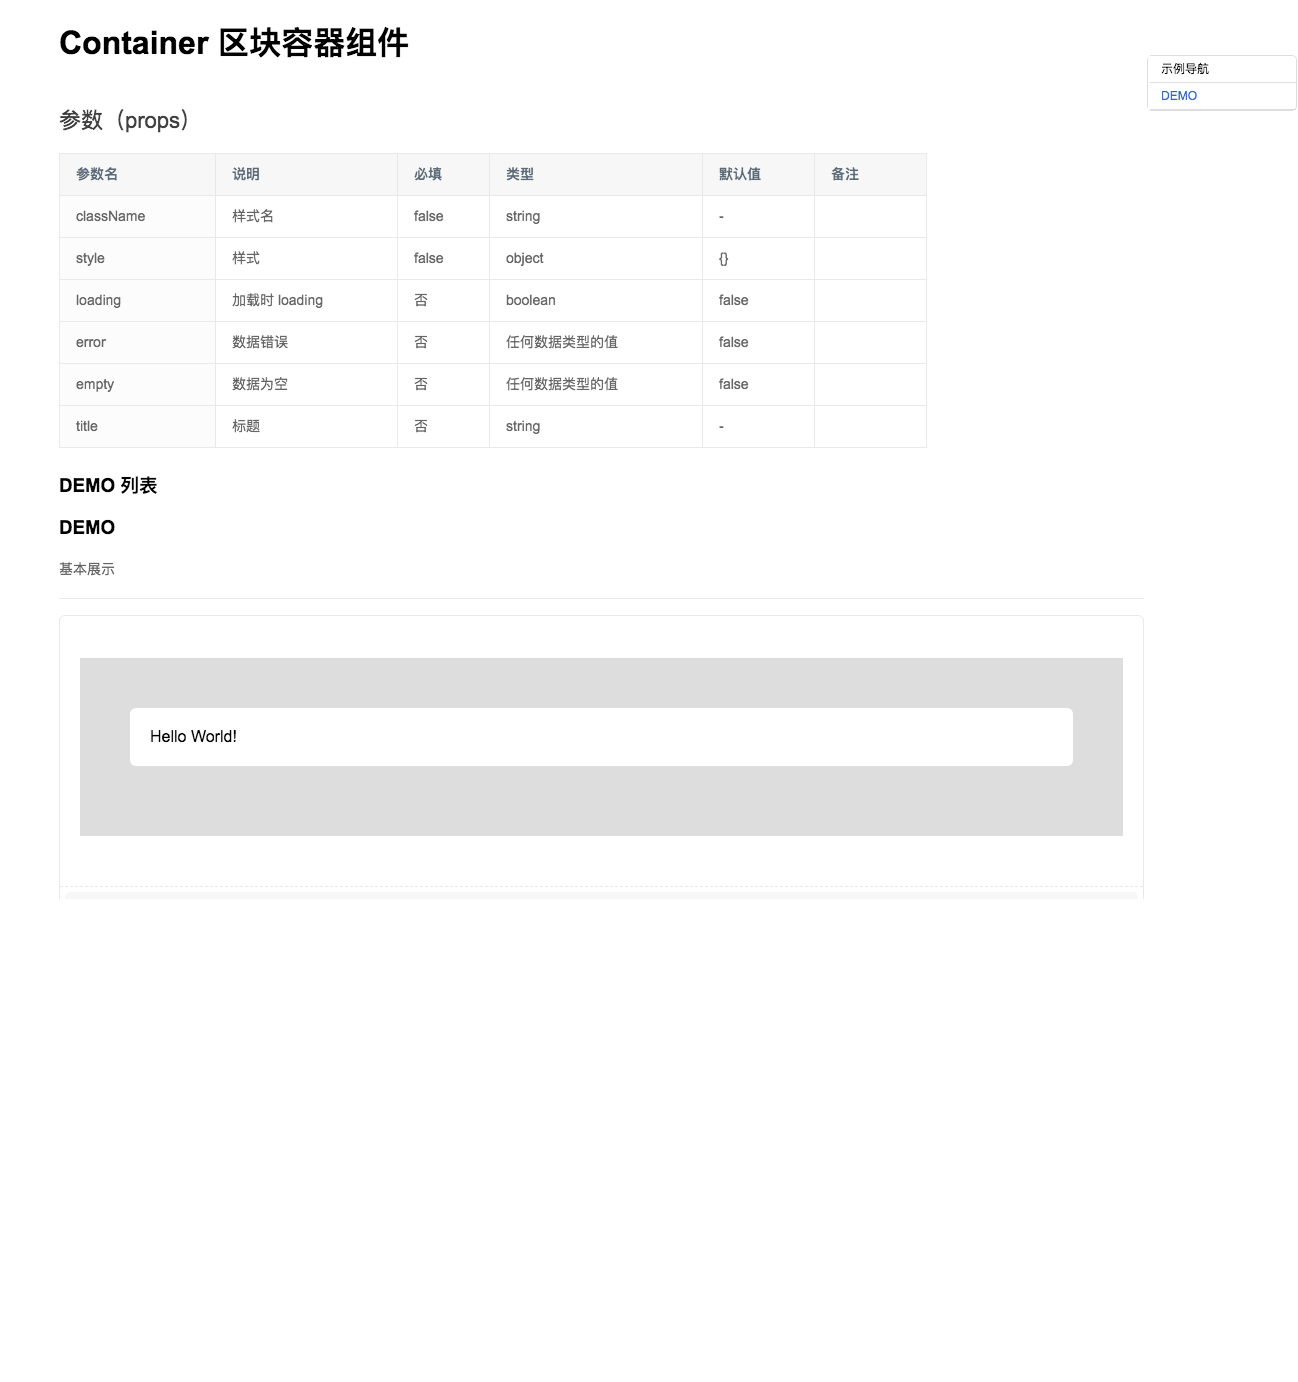 Container 区块容器组件
示例导航
DEMO
参数（props）
参数名 说明 必填 类型 默认值 备注
className 样式名 false string -
style 样式 false object {}
loading 加载时 loading 否 boolean false
error 数据错误 否 任何数据类型的值 false
empty 数据为空 否 任何数据类型的值 false
title 标题 否 string -
DEMO 列表
DEMO
基本展示
Hello World!